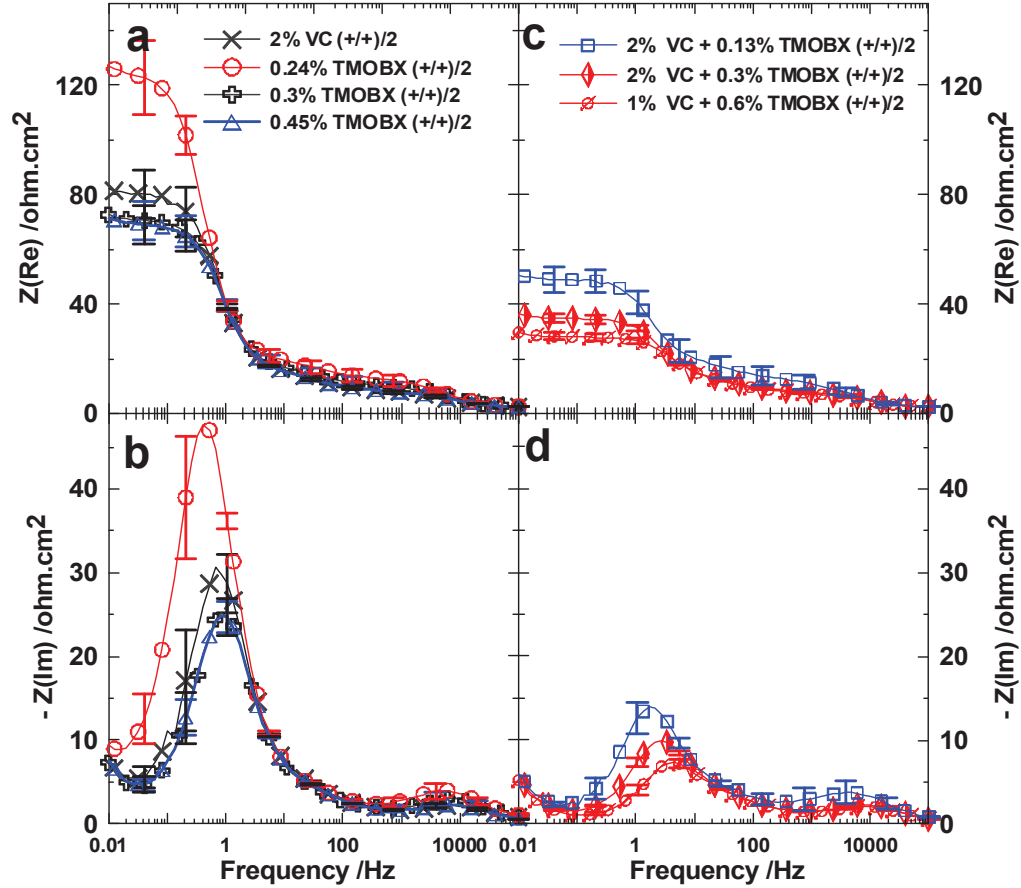 a
2% VC (+/+)/2
0.24% TMOBX (+/+)/2
0.3% TMOBX (+/+)/2
0.45% TMOBX (+/+)/2
c
2% VC + 0.13% TMOBX (+/+)/2
2% VC + 0.3% TMOBX (+/+)/2
1% VC + 0.6% TMOBX (+/+)/2
120
80
40
0
Z(Re) /ohm.cm²
120
80
40
0
Z(Re) /ohm.cm²
b
d
40
30
20
10
0
- Z(Im) /ohm.cm²
40
30
20
10
0
- Z(Im) /ohm.cm²
0.01 1 100 10000 0.01 1 100 10000
Frequency /Hz Frequency /Hz